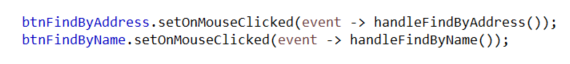 btnFindByAddress.setOnMouseClicked(event -> handleFindByAddress());
btnFindByName.setOnMouseClicked(event -> handleFindByName());